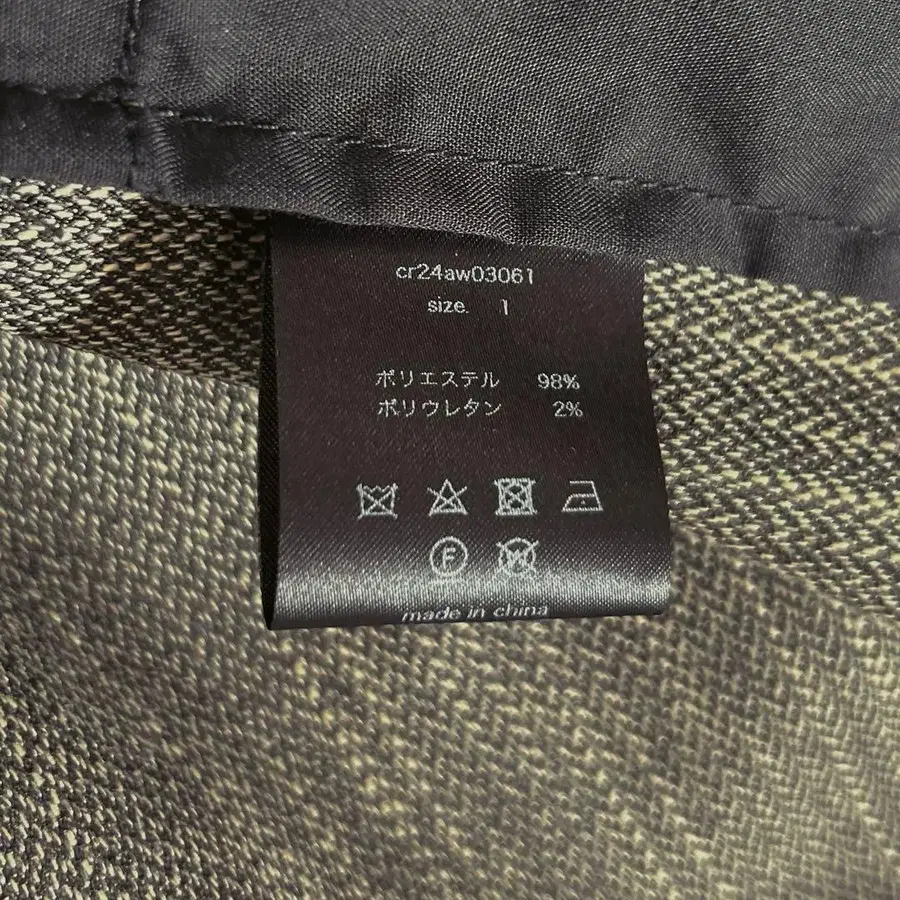 cr24aw03061
size. 1
ポリエステル 98%
ポリウレタン 2%
F
W
made in china